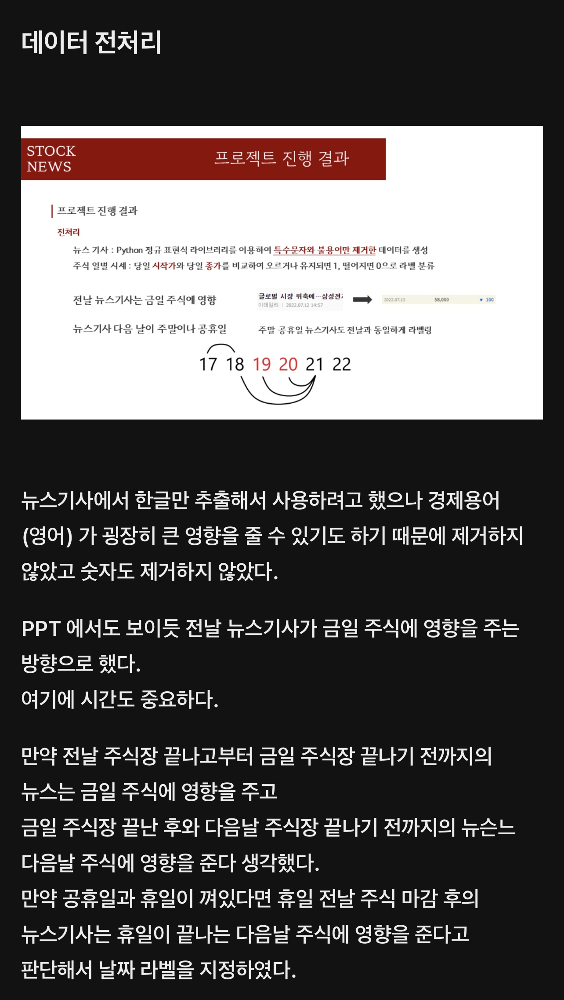 데이터 전처리
STOCK
NEWS
프로젝트 진행 결과
프로젝트 진행 결과
전처리
뉴스 기사 : Python 정규 표현식 라이브러리를 이용하여 특수문자와 불용어만 제거한 데이터를 생성
주식 일별 시세 : 당일 시작가와 당일 종가를 비교하여 오르거나 유지되면 1, 떨어지면 0으로 라벨 분류
전날 뉴스기사는 금일 주식에 영향
글로벌 시장 위축에…삼성전기
이데일리 | 2022.07.12 14:57
2022.07.13 58,000 ▼ 100
뉴스기사 다음 날이 주말이나 공휴일
주말 공휴일 뉴스기사도 전날과 동일하게 라벨링
17 18 19 20 21 22
뉴스기사에서 한글만 추출해서 사용하려고 했으나 경제용어
(영어) 가 굉장히 큰 영향을 줄 수 있기도 하기 때문에 제거하지
않았고 숫자도 제거하지 않았다.
PPT 에서도 보이듯 전날 뉴스기사가 금일 주식에 영향을 주는
방향으로 했다.
여기에 시간도 중요하다.
만약 전날 주식장 끝나고부터 금일 주식장 끝나기 전까지의
뉴스는 금일 주식에 영향을 주고
금일 주식장 끝난 후와 다음날 주식장 끝나기 전까지의 뉴슨느
다음날 주식에 영향을 준다 생각했다.
만약 공휴일과 휴일이 껴있다면 휴일 전날 주식 마감 후의
뉴스기사는 휴일이 끝나는 다음날 주식에 영향을 준다고
판단해서 날짜 라벨을 지정하였다.